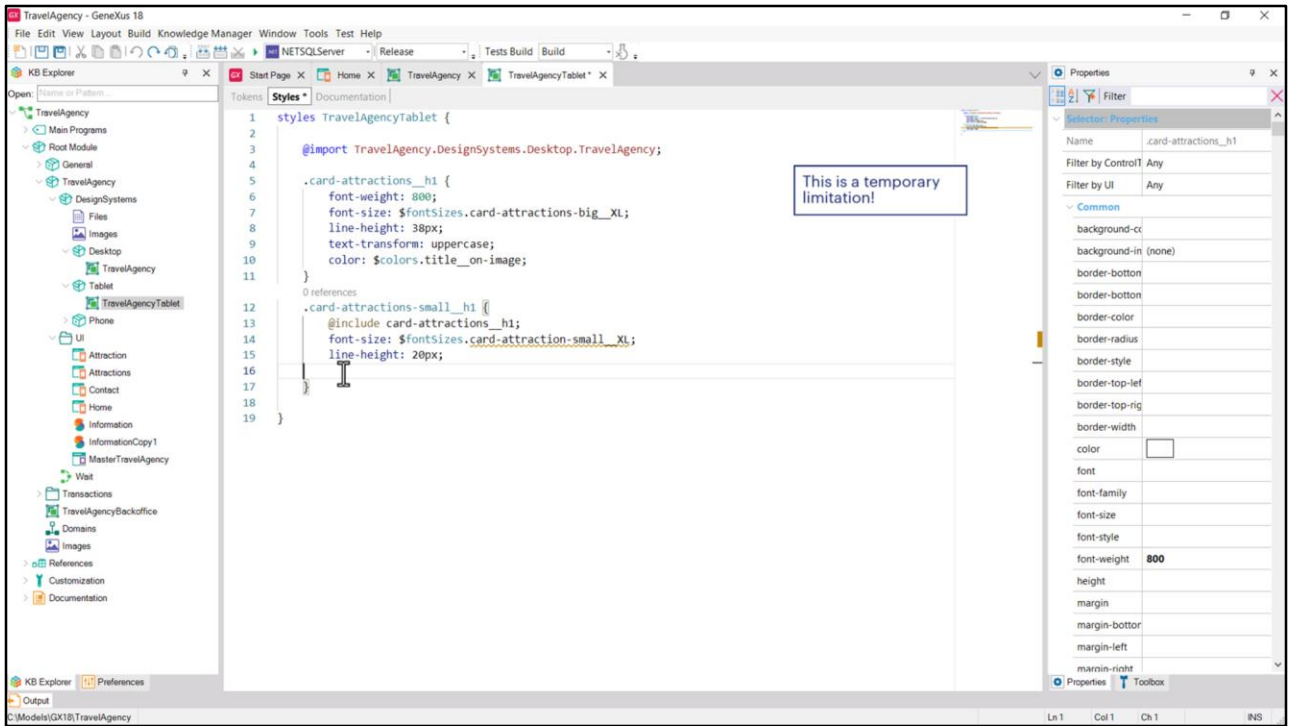 TravelAgency - GeneXus 18
File Edit View Layout Build Knowledge Manager Window Tools Test Help
NETSQLServer Release Tests Build Build
KB Explorer
Open: Name or Pattern...
TravelAgency
Main Programs
Root Module
General
TravelAgency
DesignSystems
Files
Images
Desktop
TravelAgency
Tablet
TravelAgencyTablet
Phone
UI
Attraction
Attractions
Contact
Home
Information
InformationCopy1
MasterTravelAgency
Wait
Transactions
TravelAgencyBackoffice
Domains
Images
References
Customization
Documentation
KB Explorer Preferences
Output
C:\Models\GX18\TravelAgency
Start Page X Home X TravelAgency X TravelAgencyTablet * X
Tokens Styles * Documentation
1 styles TravelAgencyTablet {
2
3 @import TravelAgency.DesignSystems.Desktop.TravelAgency;
4
5 .card-attractions__h1 {
6 font-weight: 800;
7 font-size: $fontSizes.card-attractions-big__XL;
8 line-height: 38px;
9 text-transform: uppercase;
10 color: $colors.title__on-image;
11 }
0 references
12 .card-attractions-small__h1 {
13 @include card-attractions__h1;
14 font-size: $fontSizes.card-attraction-small__XL;
15 line-height: 20px;
16
17 }
18
19 }
This is a temporary
limitation!
Properties
Filter
Selector: Properties
Name .card-attractions__h1
Filter by ControlT Any
Filter by UI Any
Common
background-co
background-in (none)
border-bottom
border-bottom
border-color
border-radius
border-style
border-top-lef
border-top-rig
border-width
color
font
font-family
font-size
font-style
font-weight 800
height
margin
margin-bottor
margin-left
margin-right
Properties Toolbox
Ln 1 Col 1 Ch 1 INS